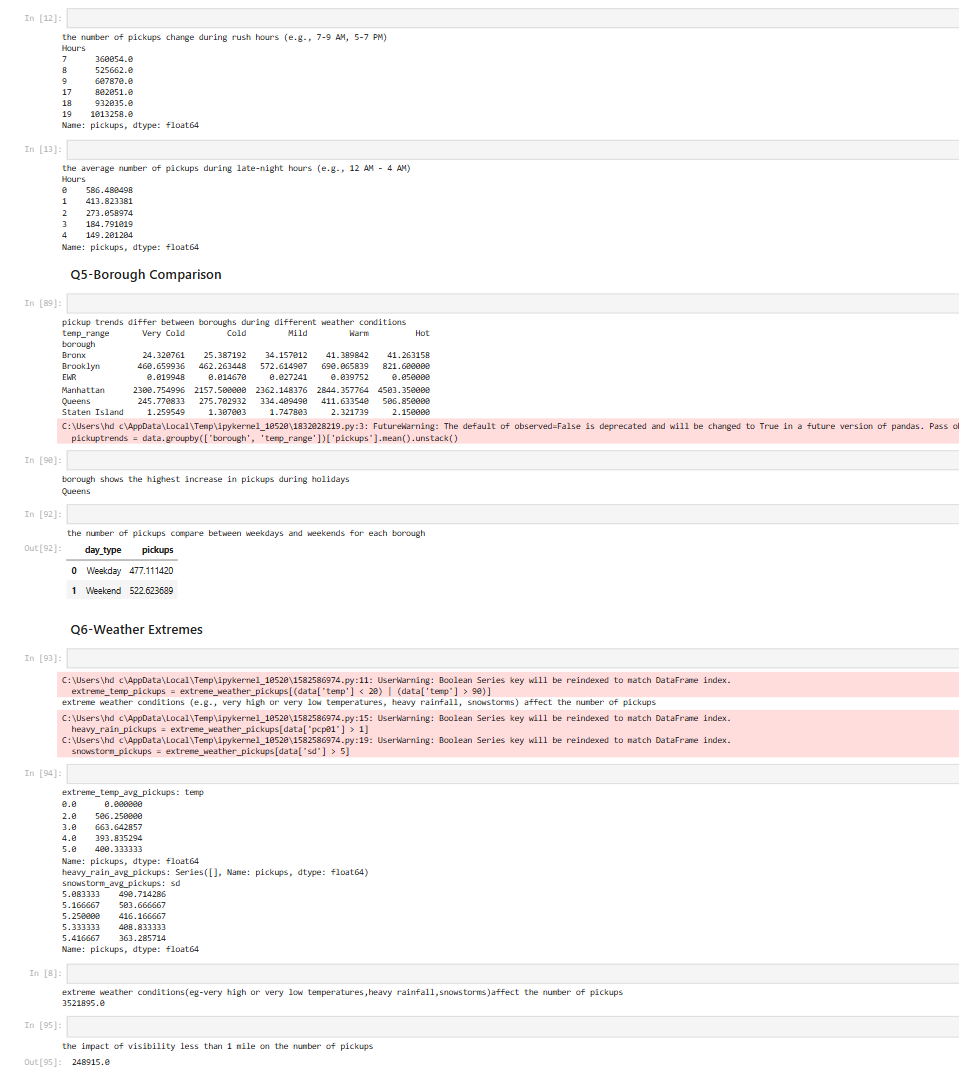 In [12]:
the number of pickups change during rush hours (e.g., 7-9 AM, 5-7 PM)
Hours
7 360054.0
8 525662.0
9 607870.0
17 802051.0
18 932035.0
19 1013258.0
Name: pickups, dtype: float64
In [13]:
the average number of pickups during late-night hours (e.g., 12 AM - 4 AM)
Hours
0 586.480498
1 413.823381
2 273.058974
3 184.791019
4 149.201204
Name: pickups, dtype: float64
Q5-Borough Comparison
In [89]:
pickup trends differ between boroughs during different weather conditions
temp_range Very Cold Cold Mild Warm Hot
borough
Bronx 24.320761 25.387192 34.157012 41.389842 41.263158
Brooklyn 460.659936 462.263448 572.614907 690.065839 821.600000
EWR 0.019948 0.014670 0.027241 0.039752 0.050000
Manhattan 2300.754996 2157.500000 2362.148376 2844.357764 4503.350000
Queens 245.770833 275.702932 334.409490 411.633540 506.850000
Staten Island 1.259549 1.307003 1.747803 2.321739 2.150000
C:\Users\hd c\AppData\Local\Temp\ipykernel_10520\1832028219.py:3: FutureWarning: The default of observed=False is deprecated and will be changed to True in a future version of pandas. Pass ob
pickuptrends = data.groupby(['borough', 'temp_range'])['pickups'].mean().unstack()
In [90]:
borough shows the highest increase in pickups during holidays
Queens
In [92]:
the number of pickups compare between weekdays and weekends for each borough
Out[92]:
day_type pickups
0 Weekday 477.111420
1 Weekend 522.623689
Q6-Weather Extremes
In [93]:
C:\Users\hd c\AppData\Local\Temp\ipykernel_10520\1582586974.py:11: UserWarning: Boolean Series key will be reindexed to match DataFrame index.
extreme_temp_pickups = extreme_weather_pickups[(data['temp'] < 20) | (data['temp'] > 90)]
extreme weather conditions (e.g., very high or very low temperatures, heavy rainfall, snowstorms) affect the number of pickups
C:\Users\hd c\AppData\Local\Temp\ipykernel_10520\1582586974.py:15: UserWarning: Boolean Series key will be reindexed to match DataFrame index.
heavy_rain_pickups = extreme_weather_pickups[data['pcp01'] > 1]
C:\Users\hd c\AppData\Local\Temp\ipykernel_10520\1582586974.py:19: UserWarning: Boolean Series key will be reindexed to match DataFrame index.
snowstorm_pickups = extreme_weather_pickups[data['sd'] > 5]
In [94]:
extreme_temp_avg_pickups: temp
0.0 0.000000
2.0 506.250000
3.0 663.642857
4.0 393.835294
5.0 400.333333
Name: pickups, dtype: float64
heavy_rain_avg_pickups: Series([], Name: pickups, dtype: float64)
snowstorm_avg_pickups: sd
5.083333 490.714286
5.166667 503.666667
5.250000 416.166667
5.333333 408.833333
5.416667 363.285714
Name: pickups, dtype: float64
In [8]:
extreme weather conditions(eg-very high or very low temperatures,heavy rainfall,snowstorms)affect the number of pickups
3521895.0
In [95]:
the impact of visibility less than 1 mile on the number of pickups
Out[95]: 248915.0